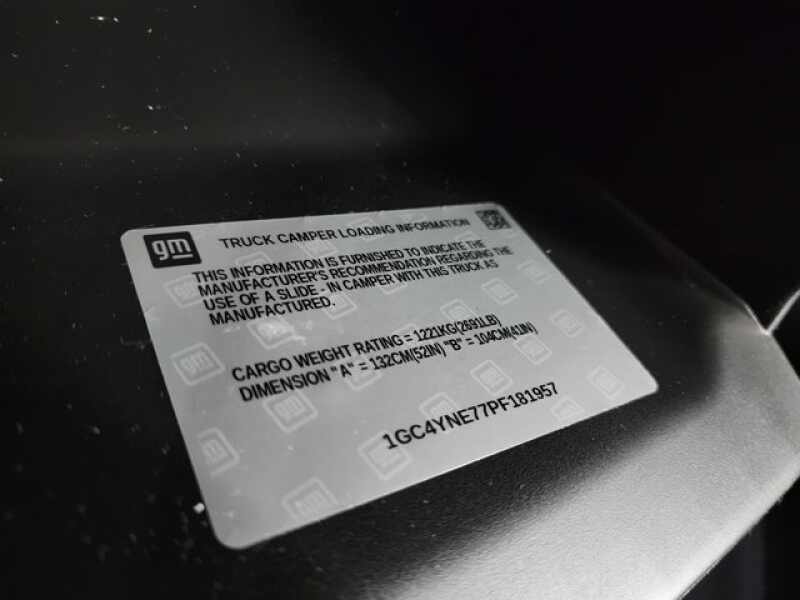 gm
TRUCK CAMPER LOADING INFORMATION
THIS INFORMATION IS FURNISHED TO INDICATE THE
MANUFACTURER'S RECOMMENDATION REGARDING THE
USE OF A SLIDE - IN CAMPER WITH THIS TRUCK AS
MANUFACTURED.
CARGO WEIGHT RATING = 1221KG(2691LB)
DIMENSION "A" = 132CM(52IN) "B" = 104CM(41IN)
1GC4YNE77PF181957